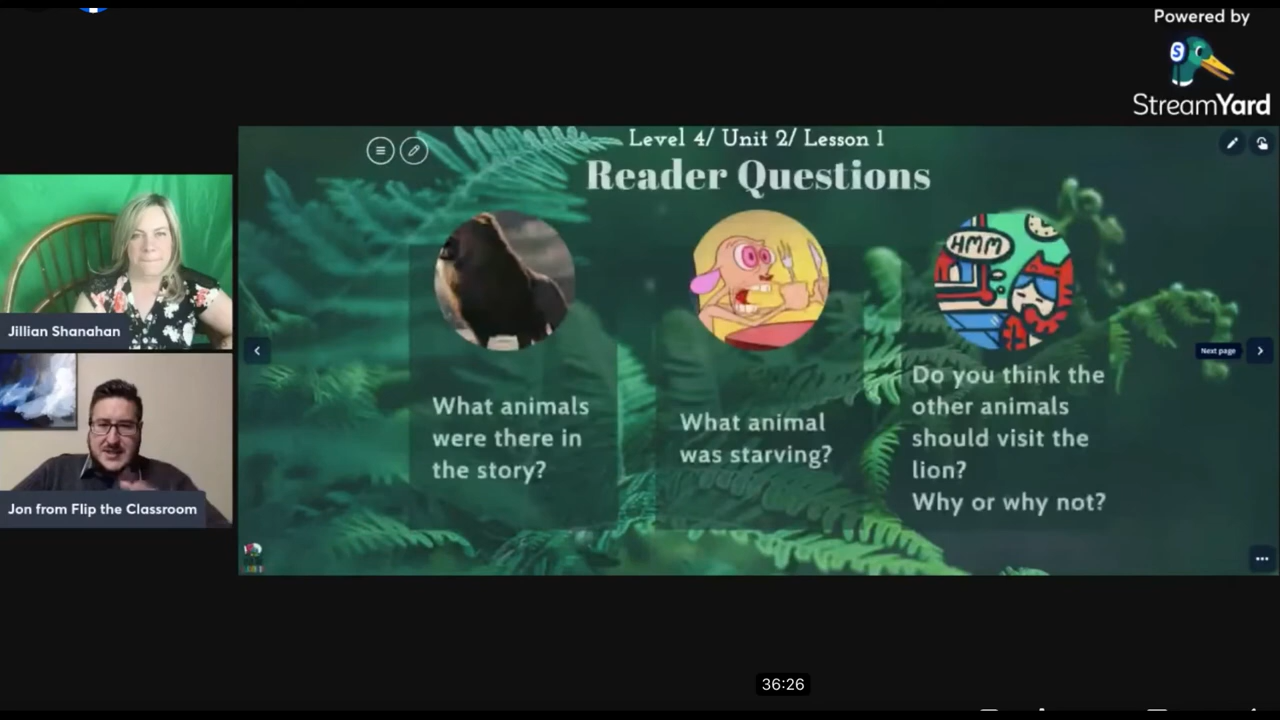 Powered by
S
StreamYard
Level 4/ Unit 2/ Lesson 1
Reader Questions
HMM
Jillian Shanahan
Jon from Flip the Classroom
What animals
were there in
the story?
What animal
was starving?
Do you think the
other animals
should visit the
lion?
Why or why not?
Next page
36:26